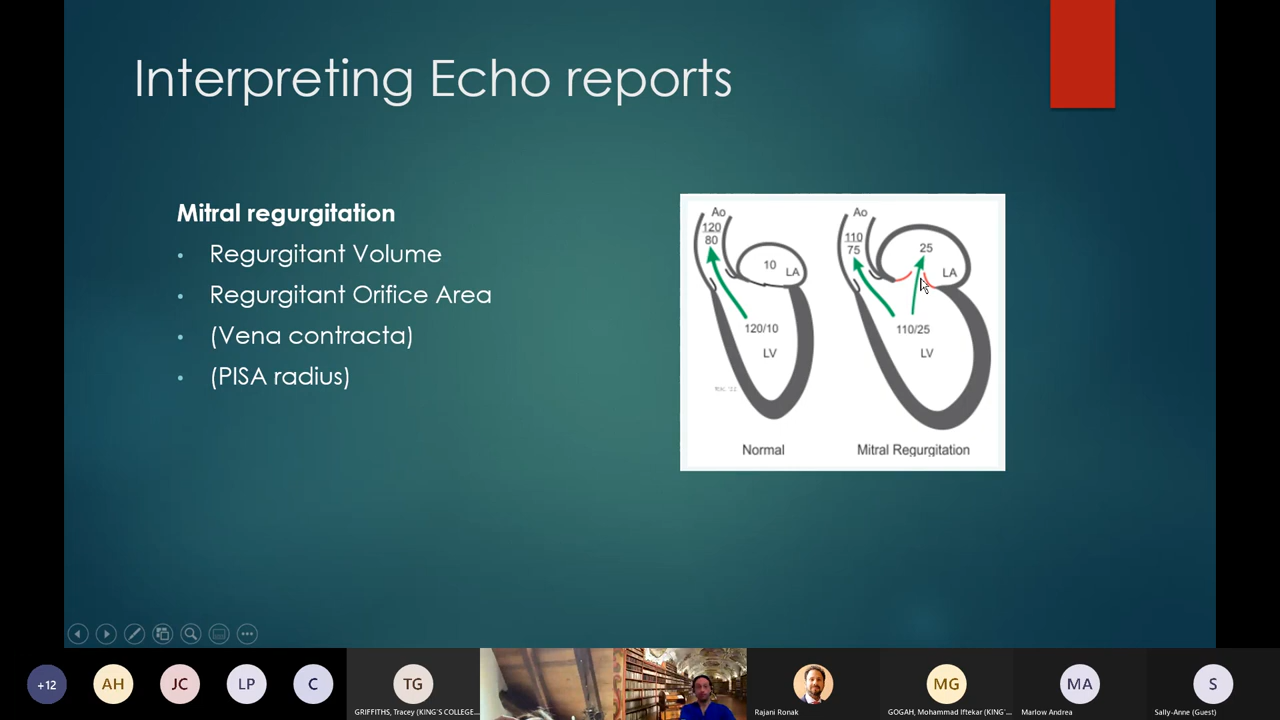 Interpreting Echo reports
Mitral regurgitation
Regurgitant Volume
Regurgitant Orifice Area
(Vena contracta)
(PISA radius)
Ao
120
80
10
LA
120/10
LV
Normal
Ao
110
75
25
LA
110/25
LV
Mitral Regurgitation
+12
AH
JC
LP
C
TG
GRIFFITHS, Tracey (KING'S COLLEGE...
Rajani Ronak
MG
GOGAH, Mohammad Iftekar (KING'...
MA
Marlow Andrea
S
Sally-Anne (Guest)